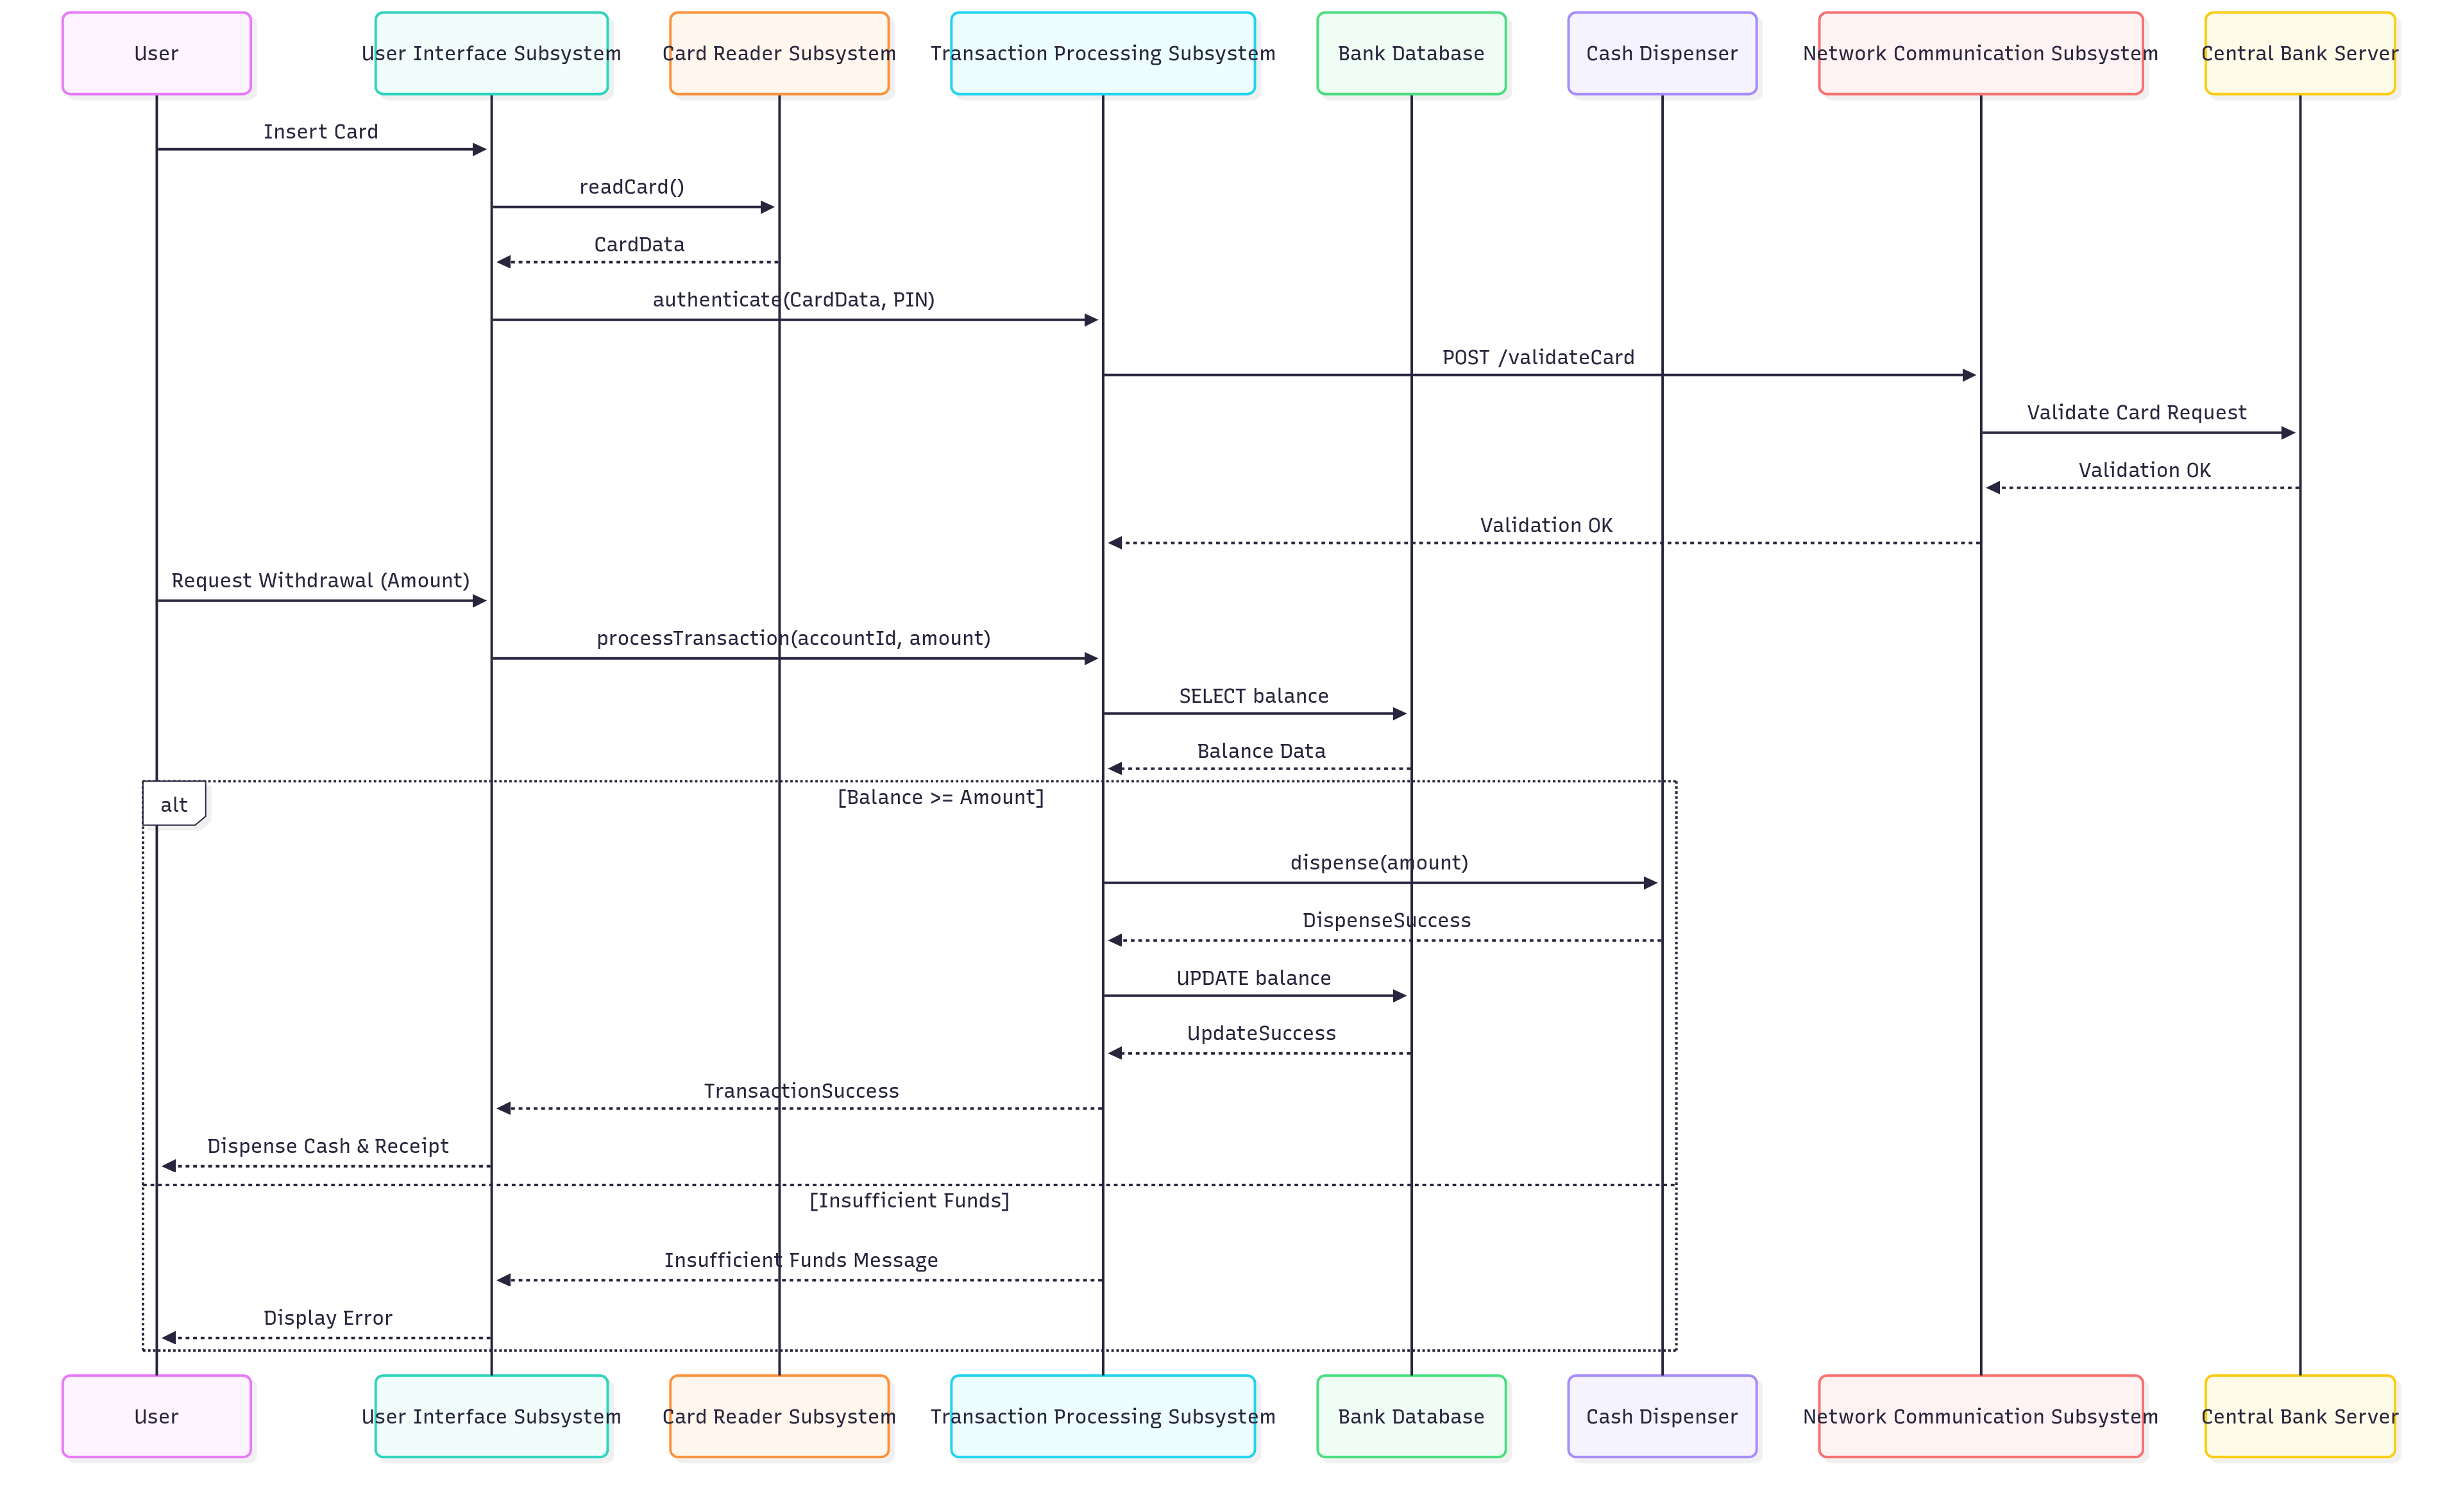 User
User Interface Subsystem
Card Reader Subsystem
Transaction Processing Subsystem
Bank Database
Cash Dispenser
Network Communication Subsystem
Central Bank Server
Insert Card
readCard()
CardData
authenticate(CardData, PIN)
POST /validateCard
Validate Card Request
Validation OK
Validation OK
Request Withdrawal (Amount)
processTransaction(accountId, amount)
SELECT balance
Balance Data
alt
[Balance >= Amount]
dispense(amount)
DispenseSuccess
UPDATE balance
UpdateSuccess
TransactionSuccess
Dispense Cash & Receipt
[Insufficient Funds]
Insufficient Funds Message
Display Error
User
User Interface Subsystem
Card Reader Subsystem
Transaction Processing Subsystem
Bank Database
Cash Dispenser
Network Communication Subsystem
Central Bank Server